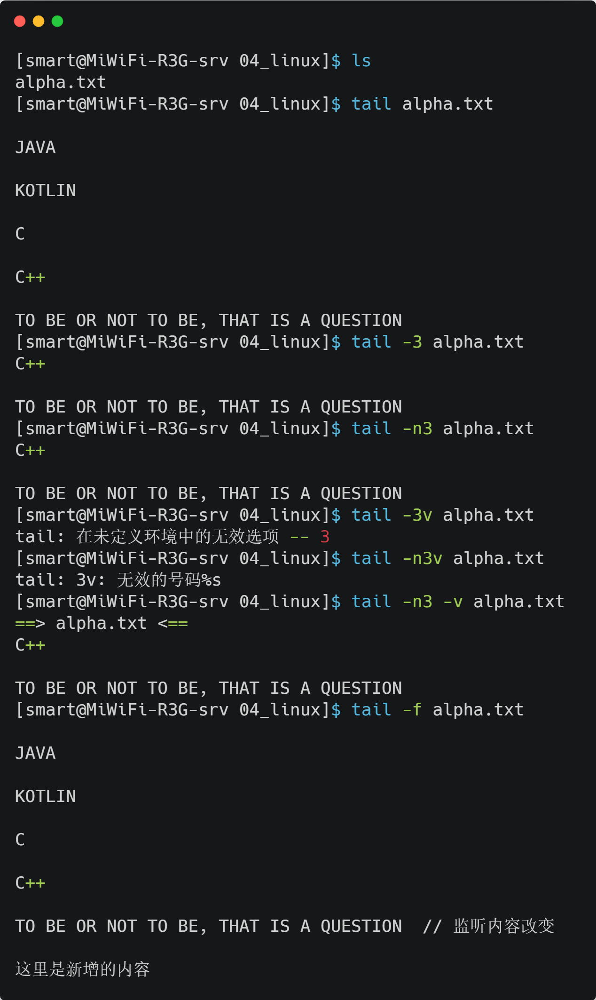 [smart@MiWiFi-R3G-srv 04_linux]$ ls
alpha.txt
[smart@MiWiFi-R3G-srv 04_linux]$ tail alpha.txt
JAVA
KOTLIN
C
C++
TO BE OR NOT TO BE, THAT IS A QUESTION
[smart@MiWiFi-R3G-srv 04_linux]$ tail -3 alpha.txt
C++
TO BE OR NOT TO BE, THAT IS A QUESTION
[smart@MiWiFi-R3G-srv 04_linux]$ tail -n3 alpha.txt
C++
TO BE OR NOT TO BE, THAT IS A QUESTION
[smart@MiWiFi-R3G-srv 04_linux]$ tail -3v alpha.txt
tail: 在未定义环境中的无效选项 -- 3
[smart@MiWiFi-R3G-srv 04_linux]$ tail -n3v alpha.txt
tail: 3v: 无效的号码%s
[smart@MiWiFi-R3G-srv 04_linux]$ tail -n3 -v alpha.txt
==> alpha.txt <==
C++
TO BE OR NOT TO BE, THAT IS A QUESTION
[smart@MiWiFi-R3G-srv 04_linux]$ tail -f alpha.txt
JAVA
KOTLIN
C
C++
TO BE OR NOT TO BE, THAT IS A QUESTION  // 监听内容改变
这里是新增的内容